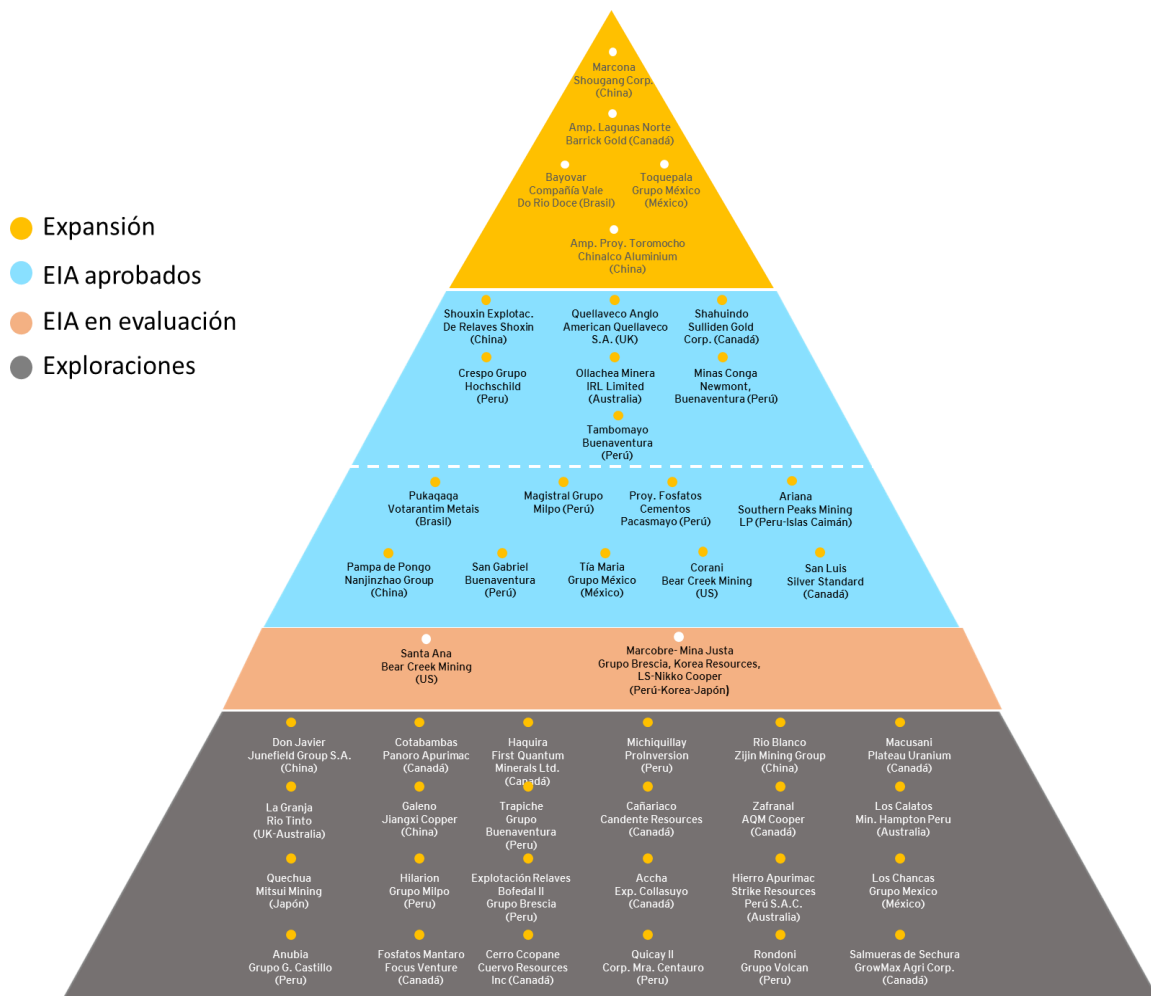 Marcona
Shougang Corp.
(China)
Amp. Lagunas Norte
Barrick Gold (Canadá)
Bayovar
Compañía Vale
Do Rio Doce (Brasil)
Toquepala
Grupo México
(México)
Amp. Proy. Toromocho
Chinalco Aluminium
(China)
Expansión
EIA aprobados
EIA en evaluación
Exploraciones
Shouxin Explotac.
De Relaves Shoxin
(China)
Quellaveco Anglo
American Quellaveco
S.A. (UK)
Shahuindo
Sulliden Gold
Corp. (Canadá)
Crespo Grupo
Hochschild
(Peru)
Ollachea Minera
IRL Limited
(Australia)
Minas Conga
Newmont,
Buenaventura (Perú)
Tambomayo
Buenaventura
(Perú)
Pukaqaqa
Votarantim Metais
(Brasil)
Magistral Grupo
Milpo (Perú)
Proy. Fosfatos
Cementos
Pacasmayo (Perú)
Ariana
Southern Peaks Mining
LP (Peru-Islas Caimán)
Pampa de Pongo
Nanjinzhao Group
(China)
San Gabriel
Buenaventura
(Perú)
Tía Maria
Grupo México
(México)
Corani
Bear Creek Mining
(US)
San Luis
Silver Standard
(Canadá)
Santa Ana
Bear Creek Mining
(US)
Marcobre- Mina Justa
Grupo Brescia, Korea Resources,
LS-Nikko Cooper
(Perú-Korea-Japón)
Don Javier
Junefield Group S.A.
(China)
Cotabambas
Panoro Apurimac
(Canadá)
Haquira
First Quantum
Minerals Ltd.
(Canadá)
Michiquillay
ProInversion
(Peru)
Rio Blanco
Zijin Mining Group
(China)
Macusani
Plateau Uranium
(Canadá)
La Granja
Rio Tinto
(UK-Australia)
Galeno
Jiangxi Copper
(China)
Trapiche
Grupo
Buenaventura
(Peru)
Cañariaco
Candente Resources
(Canadá)
Zafranal
AQM Cooper
(Canadá)
Los Calatos
Min. Hampton Peru
(Australia)
Quechua
Mitsui Mining
(Japón)
Hilarion
Grupo Milpo
(Peru)
Explotación Relaves
Bofedal II
Grupo Brescia
(Peru)
Accha
Exp. Collasuyo
(Canadá)
Hierro Apurimac
Strike Resources
Perú S.A.C.
(Australia)
Los Chancas
Grupo Mexico
(México)
Anubia
Grupo G. Castillo
(Peru)
Fosfatos Mantaro
Focus Venture
(Canadá)
Cerro Ccopane
Cuervo Resources
Inc (Canadá)
Quicay II
Corp. Mra. Centauro
(Peru)
Rondoni
Grupo Volcan
(Peru)
Salmueras de Sechura
GrowMax Agri Corp.
(Canadá)